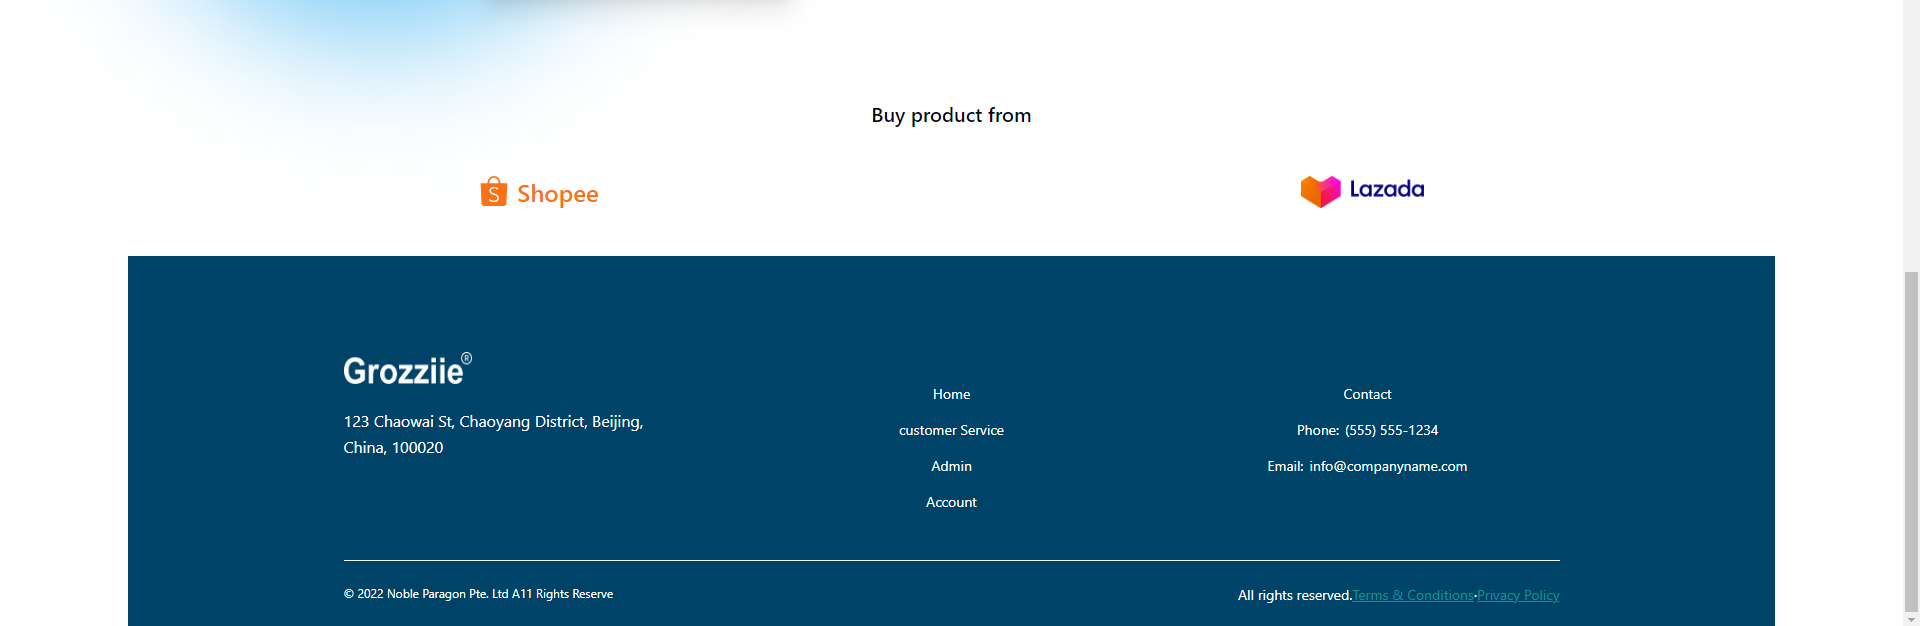 Buy product from
S Shopee
Lazada
Grozziie®
123 Chaowai St, Chaoyang District, Beijing,
China, 100020
Home
customer Service
Admin
Account
Contact
Phone: (555) 555-1234
Email: info@companyname.com
© 2022 Noble Paragon Pte. Ltd A11 Rights Reserve
All rights reserved.Terms & Conditions·Privacy Policy